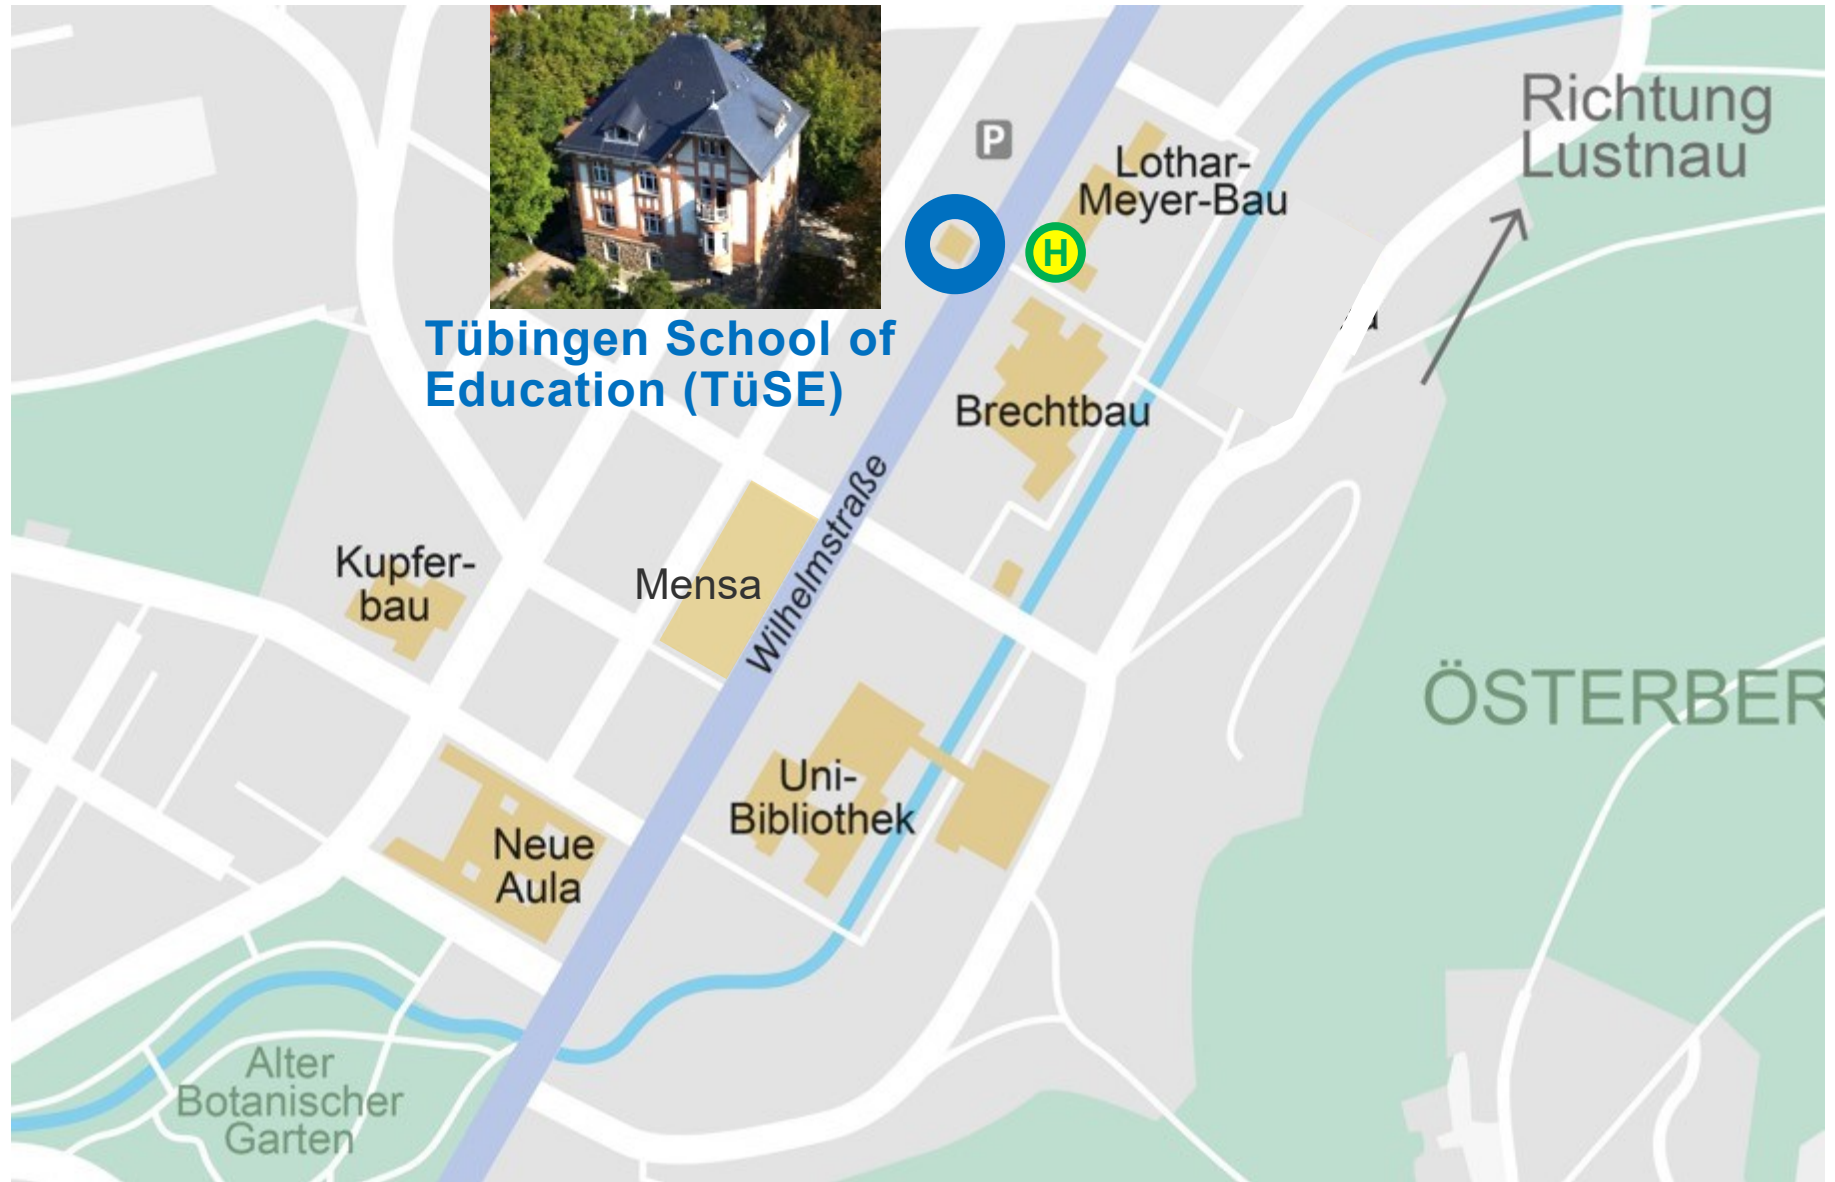 P
Richtung
Lustnau
Lothar-
Meyer-Bau
H
Tübingen School of
Education (TüSE)
Brechtbau
Wilhelmstraße
Kupfer-
bau
Mensa
ÖSTERBER
Uni-
Bibliothek
Neue
Aula
Alter
Botanischer
Garten